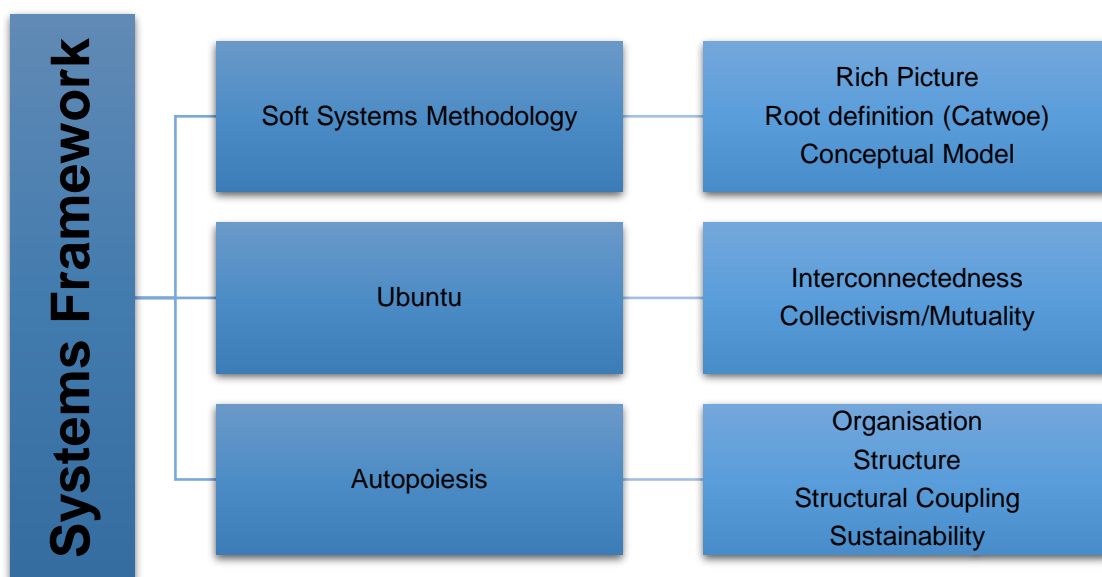 Systems Framework
Soft Systems Methodology
Rich Picture
Root definition (Catwoe)
Conceptual Model
Ubuntu
Interconnectedness
Collectivism/Mutuality
Autopoiesis
Organisation
Structure
Structural Coupling
Sustainability